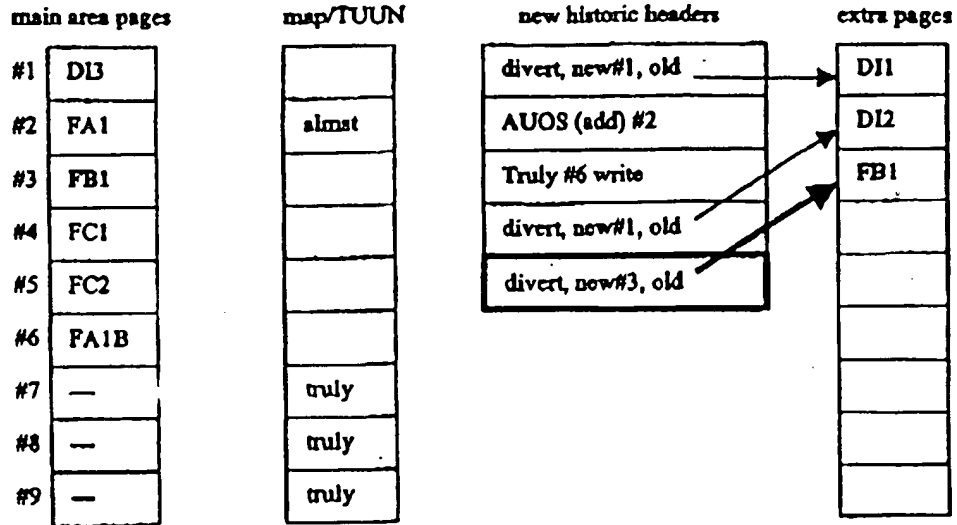 main area pages map/TUUN new historic headers extra pages
#1 DI3 divert, new#1, old DI1
#2 FA1 almst AUOS (add) #2 DI2
#3 FB1 Truly #6 write FB1
#4 FC1 divert, new#1, old
#5 FC2 divert, new#3, old
#6 FA1B
#7 — truly
#8 — truly
#9 — truly